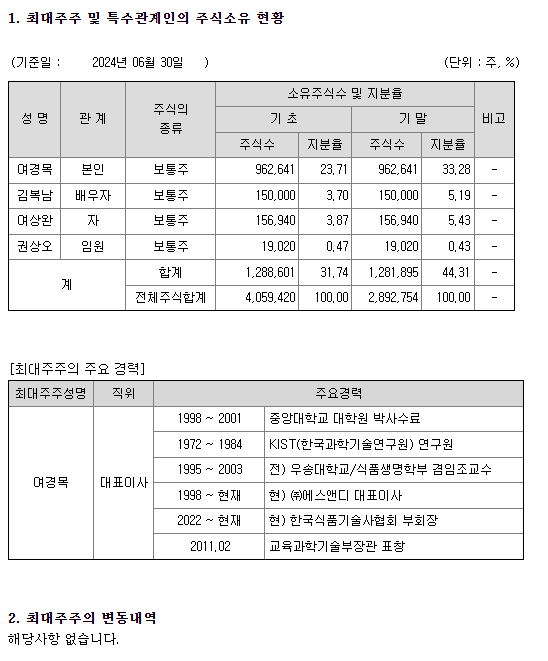 1. 최대주주 및 특수관계인의 주식소유 현황
(기준일 : 2024년 06월 30일 ) (단위 : 주, %)
성 명 관 계 주식의 종류 소유주식수 및 지분율 비고
기 초 기 말
주식수 지분율 주식수 지분율
여경목 본인 보통주 962,641 23.71 962,641 33.28 -
김복남 배우자 보통주 150,000 3.70 150,000 5.19 -
여상완 자 보통주 156,940 3.87 156,940 5.43 -
권상오 임원 보통주 19,020 0.47 19,020 0.43 -
계 합계 1,288,601 31.74 1,281,895 44.31 -
전체주식합계 4,059,420 100.00 2,892,754 100.00 -
[최대주주의 주요 경력]
최대주주성명 직위 주요경력
여경목 대표이사 1998 ~ 2001 중앙대학교 대학원 박사수료
1972 ~ 1984 KIST(한국과학기술연구원) 연구원
1995 ~ 2003 전) 우송대학교/식품생명학부 겸임조교수
1998 ~ 현재 현) ㈜에스앤디 대표이사
2022 ~ 현재 현) 한국식품기술사협회 부회장
2011.02 교육과학기술부장관 표창
2. 최대주주의 변동내역
해당사항 없습니다.